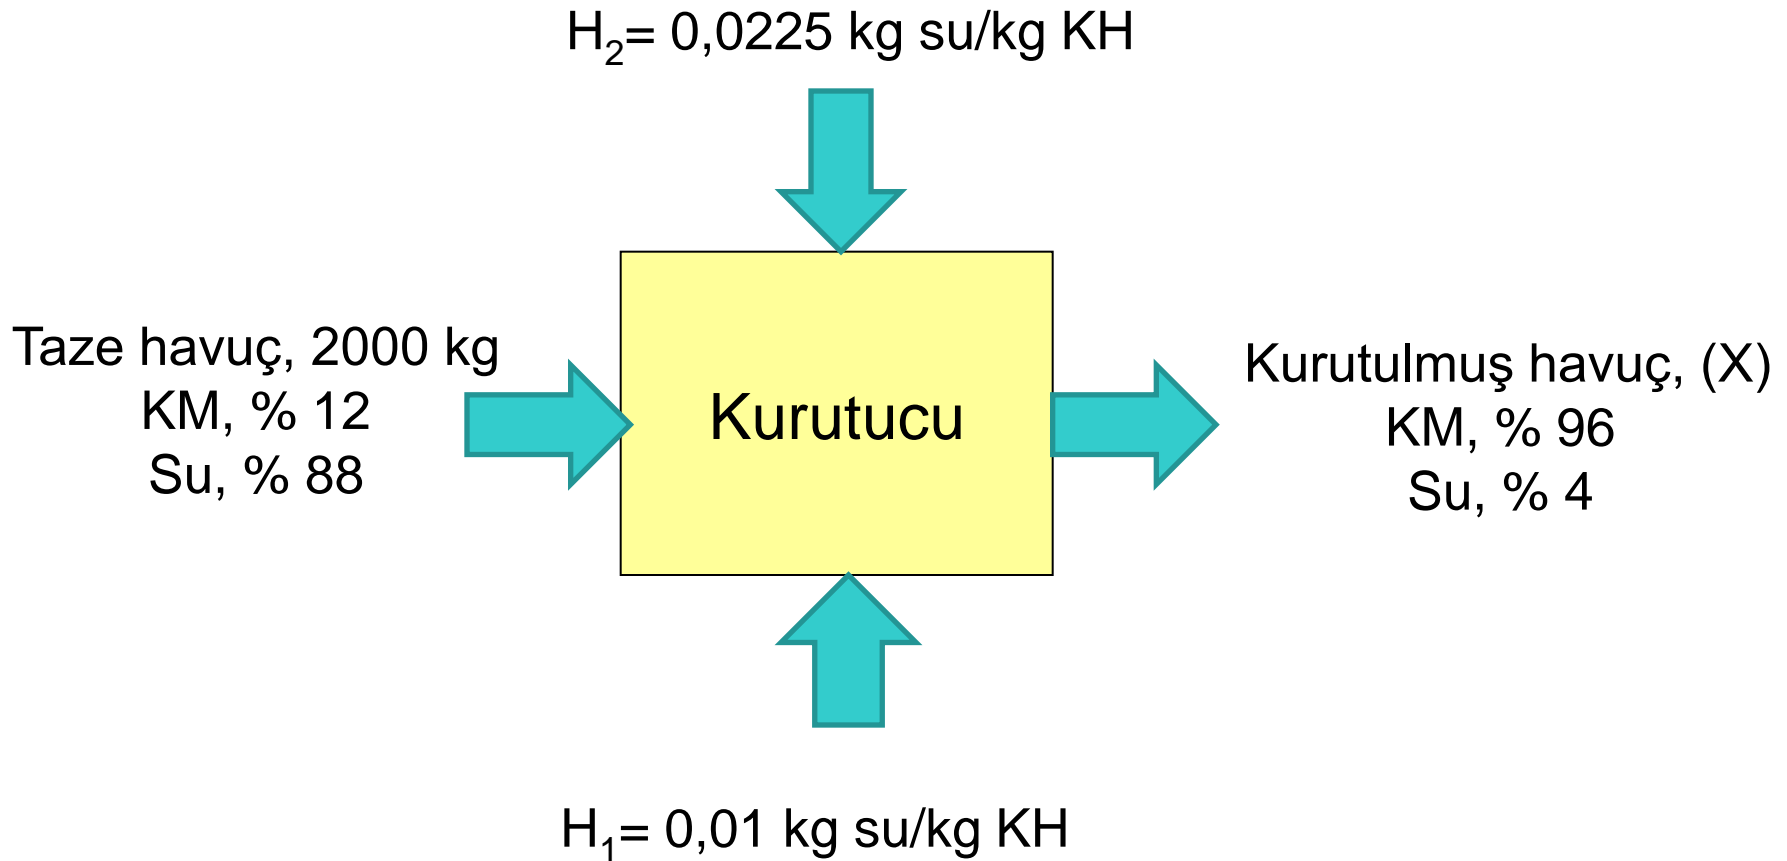 H₂= 0,0225 kg su/kg KH
Taze havuç, 2000 kg
KM, % 12
Su, % 88
Kurutucu
Kurutulmuş havuç, (X)
KM, % 96
Su, % 4
H₁= 0,01 kg su/kg KH